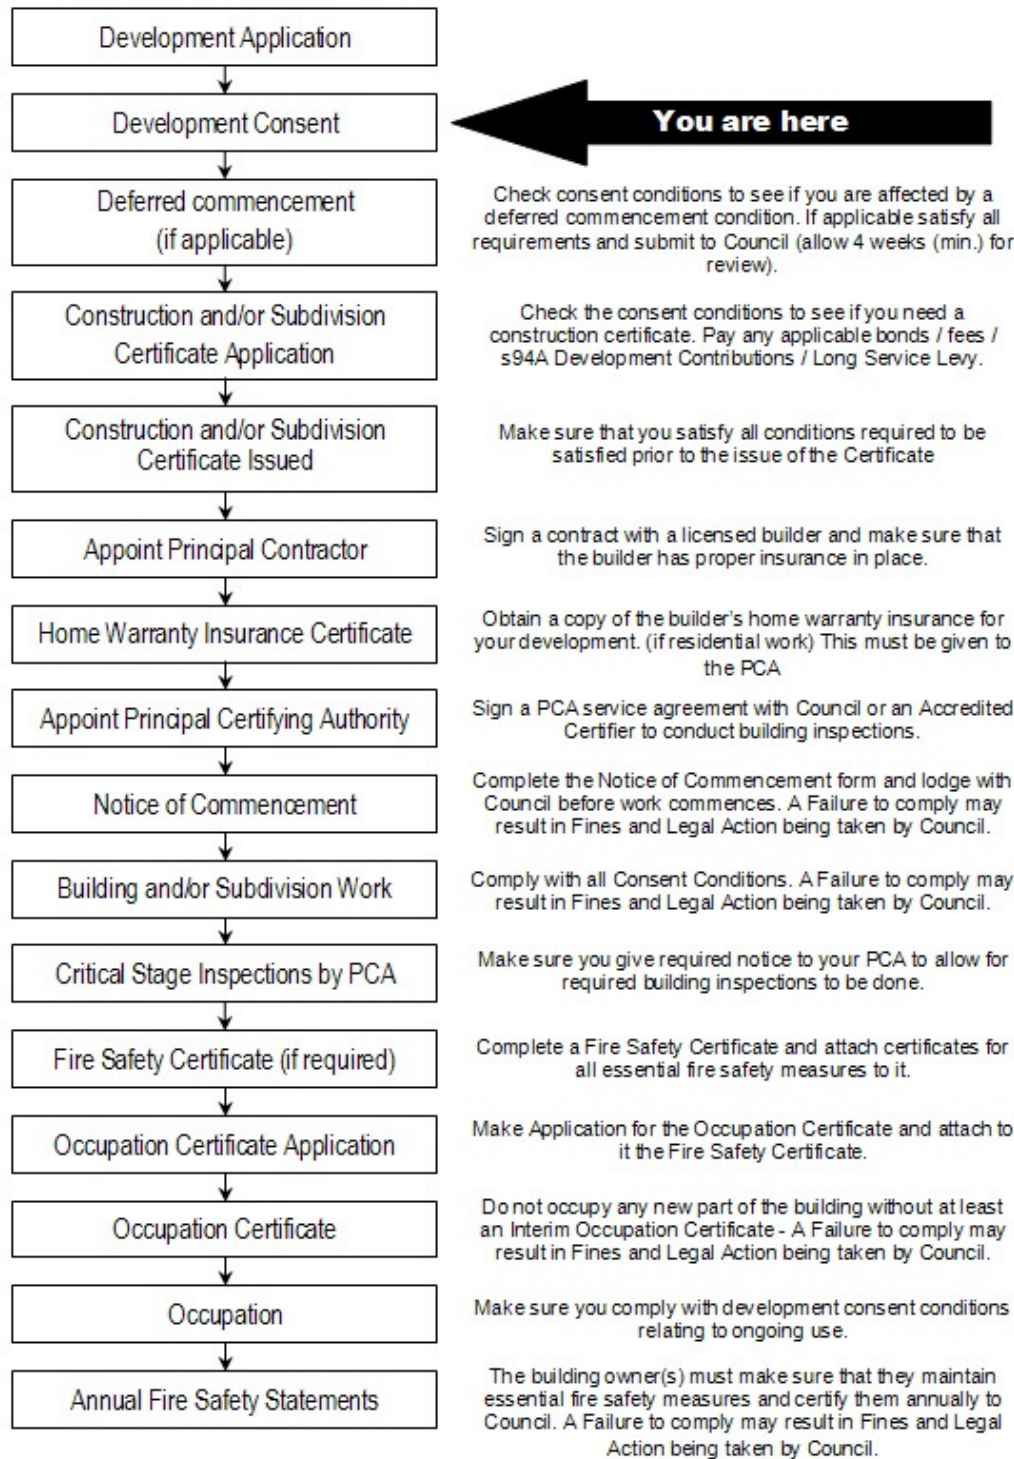 Development Application
Development Consent
You are here
Deferred commencement
(if applicable)
Check consent conditions to see if you are affected by a
deferred commencement condition. If applicable satisfy all
requirements and submit to Council (allow 4 weeks (min.) for
review).
Construction and/or Subdivision
Certificate Application
Check the consent conditions to see if you need a
construction certificate. Pay any applicable bonds / fees /
s94A Development Contributions / Long Service Levy.
Construction and/or Subdivision
Certificate Issued
Make sure that you satisfy all conditions required to be
satisfied prior to the issue of the Certificate
Appoint Principal Contractor
Sign a contract with a licensed builder and make sure that
the builder has proper insurance in place.
Home Warranty Insurance Certificate
Obtain a copy of the builder's home warranty insurance for
your development. (if residential work) This must be given to
the PCA
Appoint Principal Certifying Authority
Sign a PCA service agreement with Council or an Accredited
Certifier to conduct building inspections.
Notice of Commencement
Complete the Notice of Commencement form and lodge with
Council before work commences. A Failure to comply may
result in Fines and Legal Action being taken by Council.
Building and/or Subdivision Work
Comply with all Consent Conditions. A Failure to comply may
result in Fines and Legal Action being taken by Council.
Critical Stage Inspections by PCA
Make sure you give required notice to your PCA to allow for
required building inspections to be done.
Fire Safety Certificate (if required)
Complete a Fire Safety Certificate and attach certificates for
all essential fire safety measures to it.
Occupation Certificate Application
Make Application for the Occupation Certificate and attach to
it the Fire Safety Certificate.
Occupation Certificate
Do not occupy any new part of the building without at least
an Interim Occupation Certificate - A Failure to comply may
result in Fines and Legal Action being taken by Council.
Occupation
Make sure you comply with development consent conditions
relating to ongoing use.
Annual Fire Safety Statements
The building owner(s) must make sure that they maintain
essential fire safety measures and certify them annually to
Council. A Failure to comply may result in Fines and Legal
Action being taken by Council.